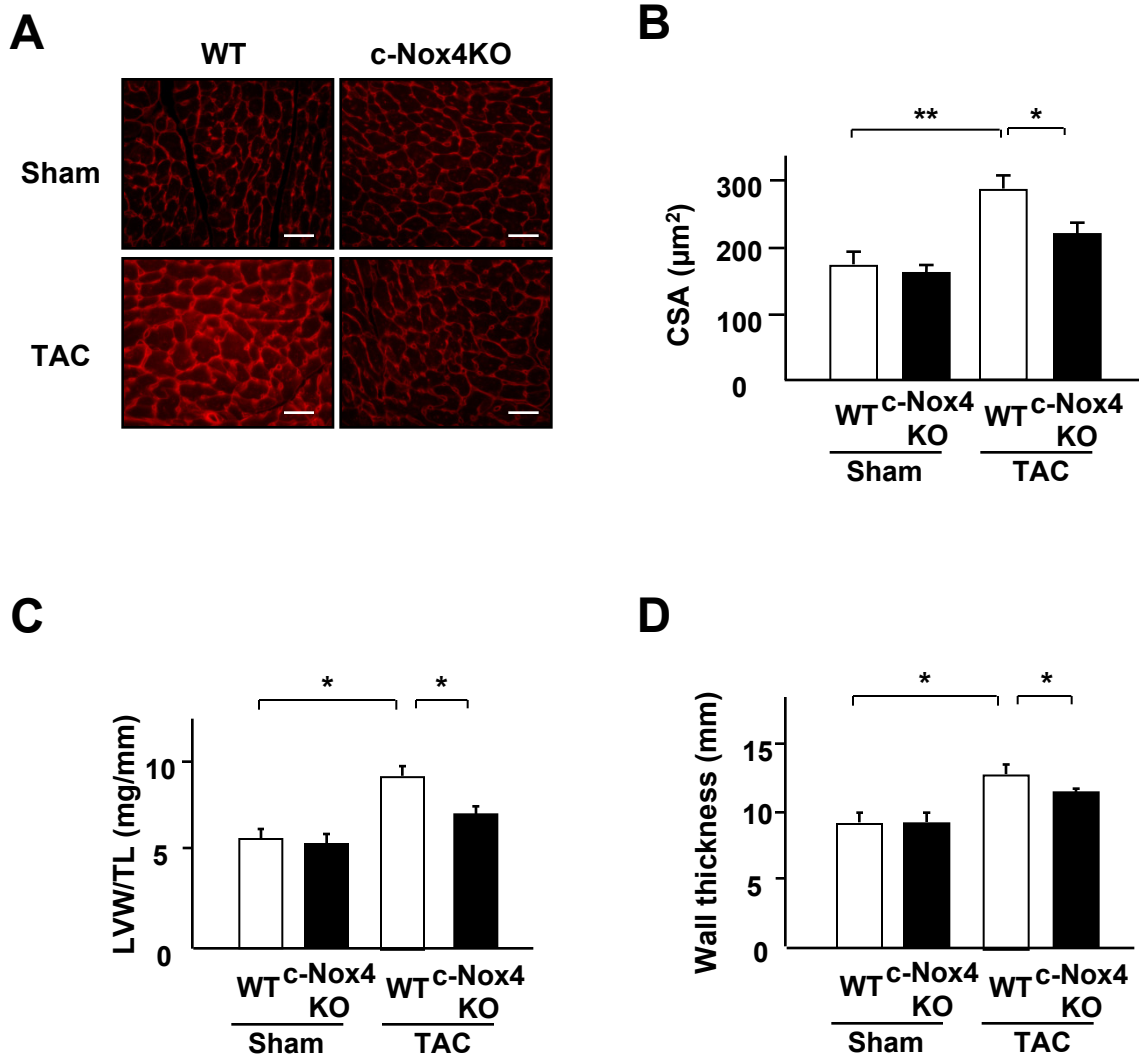 A
WT c-Nox4KO
Sham
TAC
B
** *
CSA (µm²)
300
200
100
0
WT c-Nox4 KO WT c-Nox4 KO
Sham TAC
C
* *
LVW/TL (mg/mm)
10
5
0
WT c-Nox4 KO WT c-Nox4 KO
Sham TAC
D
* *
Wall thickness (mm)
15
10
5
0
WT c-Nox4 KO WT c-Nox4 KO
Sham TAC